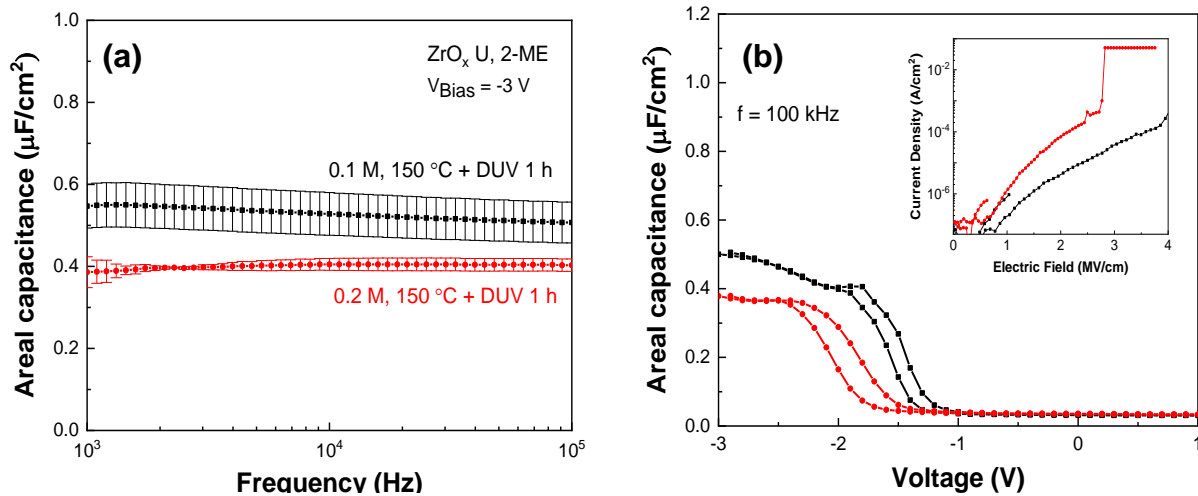 (a)
ZrOx U, 2-ME
VBias = -3 V
0.1 M, 150 °C + DUV 1 h
0.2 M, 150 °C + DUV 1 h
Areal capacitance (μF/cm²)
1.0
0.8
0.6
0.4
0.2
0.0
10³
10⁴
10⁵
Frequency (Hz)
(b)
f = 100 kHz
Areal capacitance (μF/cm²)
1.2
1.0
0.8
0.6
0.4
0.2
0.0
-3
-2
-1
0
1
Voltage (V)
Current Density (A/cm²)
10⁻²
10⁻⁴
10⁻⁶
0
1
2
3
4
Electric Field (MV/cm)